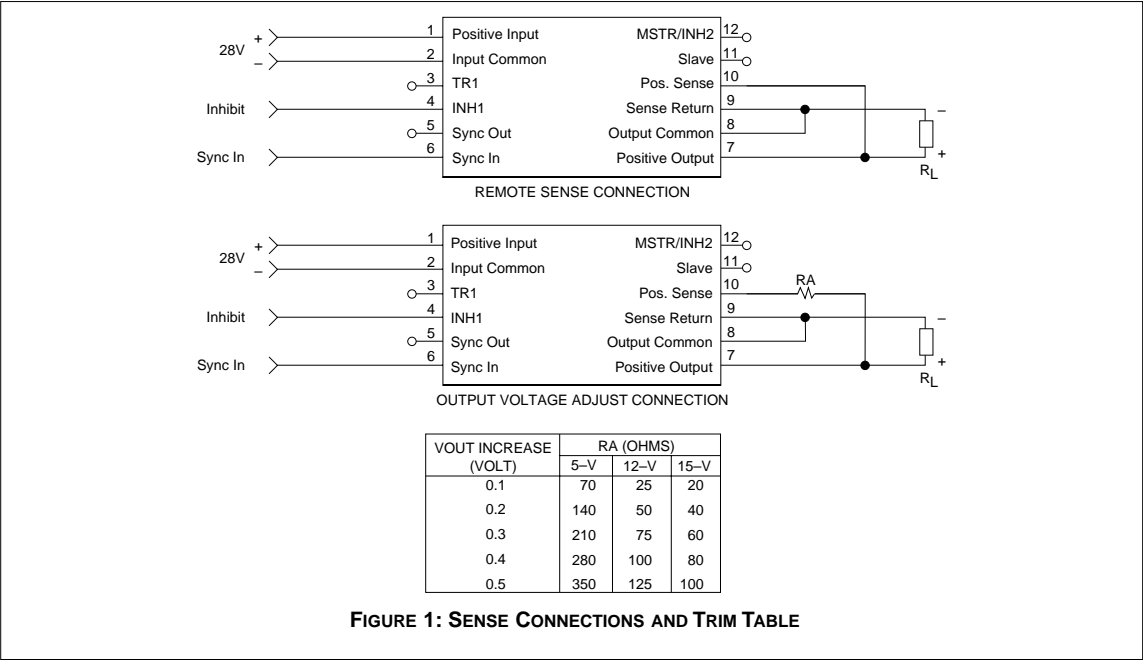 1 Positive Input MSTR/INH2 12
28V + –
2 Input Common Slave 11
3 TR1 Pos. Sense 10
Inhibit 4 INH1 Sense Return 9 –
5 Sync Out Output Common 8
Sync In 6 Sync In Positive Output 7 +
RL
REMOTE SENSE CONNECTION
1 Positive Input MSTR/INH2 12
28V + –
2 Input Common Slave 11
3 TR1 Pos. Sense 10 RA
Inhibit 4 INH1 Sense Return 9 –
5 Sync Out Output Common 8
Sync In 6 Sync In Positive Output 7 +
RL
OUTPUT VOLTAGE ADJUST CONNECTION
VOUT INCREASE RA (OHMS)
(VOLT) 5–V 12–V 15–V
0.1 70 25 20
0.2 140 50 40
0.3 210 75 60
0.4 280 100 80
0.5 350 125 100
FIGURE 1: SENSE CONNECTIONS AND TRIM TABLE